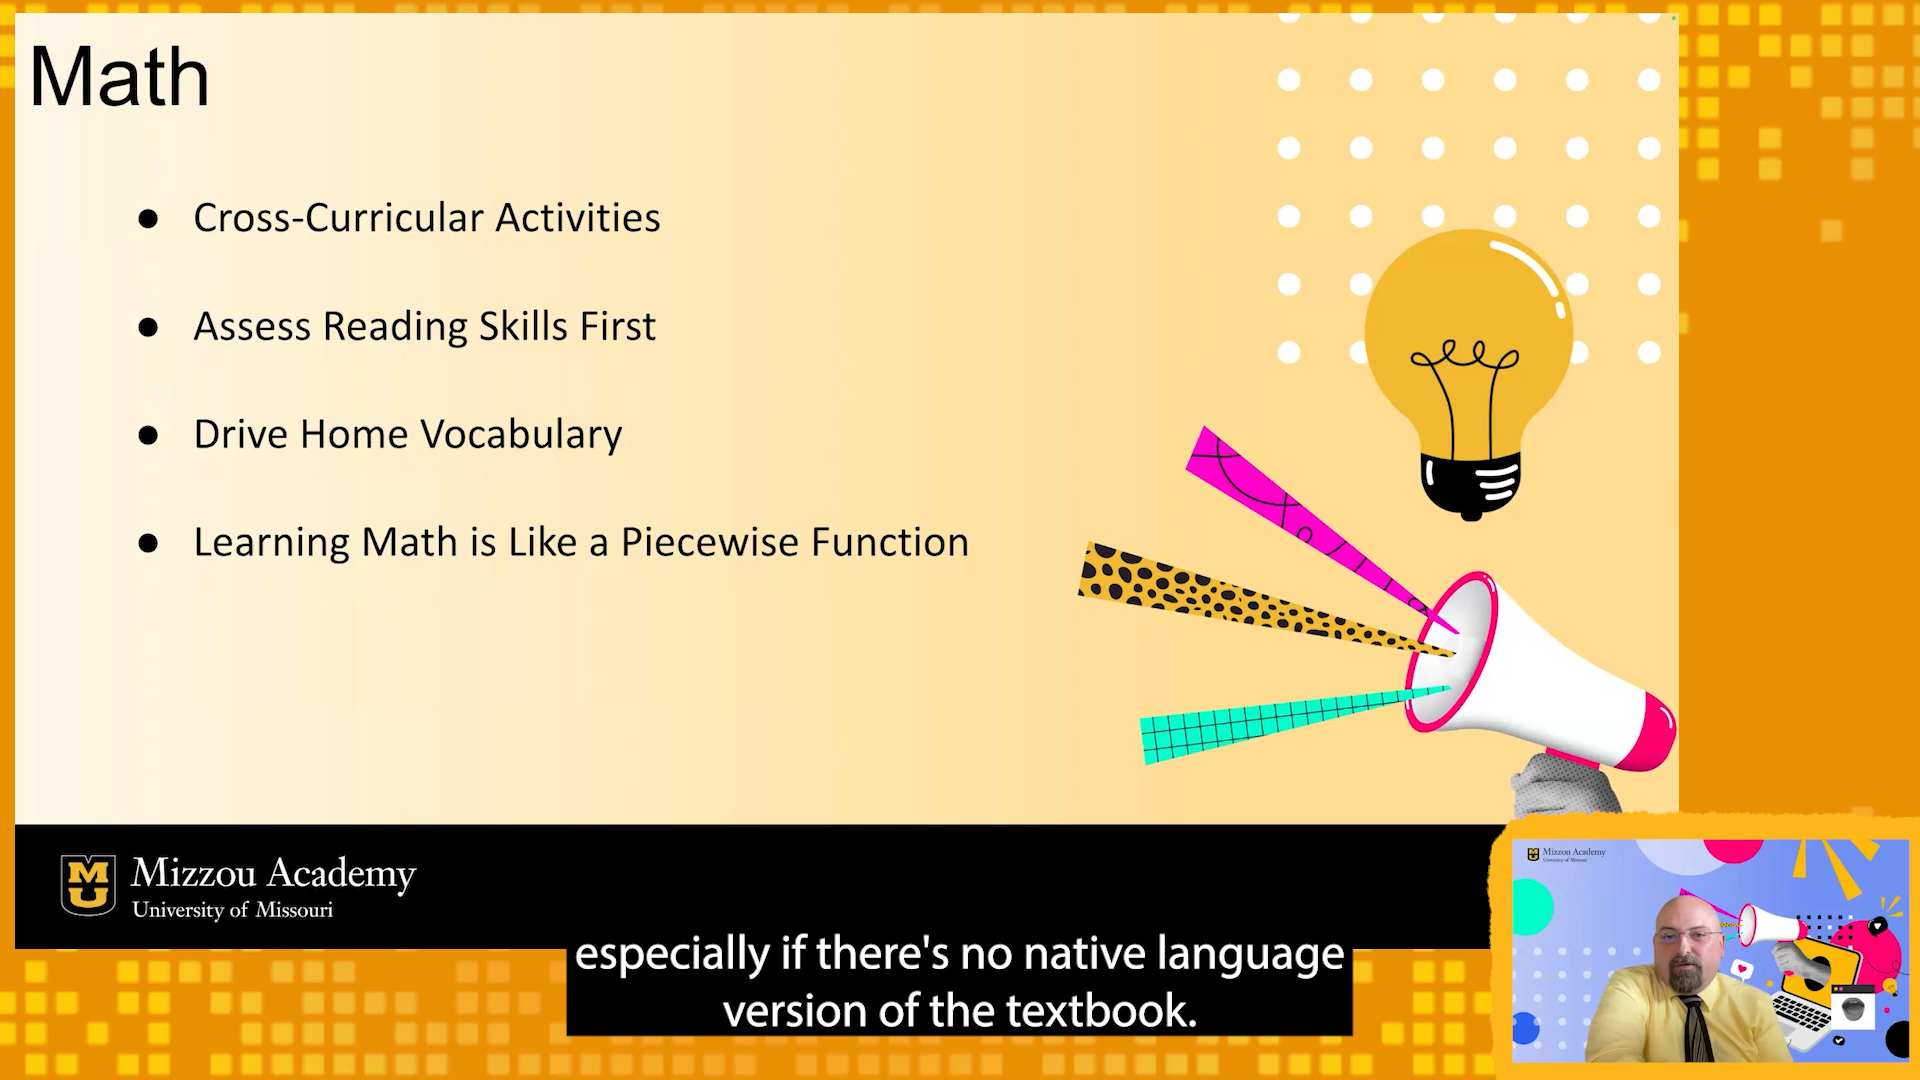 Math
● Cross-Curricular Activities
● Assess Reading Skills First
● Drive Home Vocabulary
● Learning Math is Like a Piecewise Function
MU
Mizzou Academy
University of Missouri
Mizzou Academy
University of Missouri
especially if there's no native language
version of the textbook.